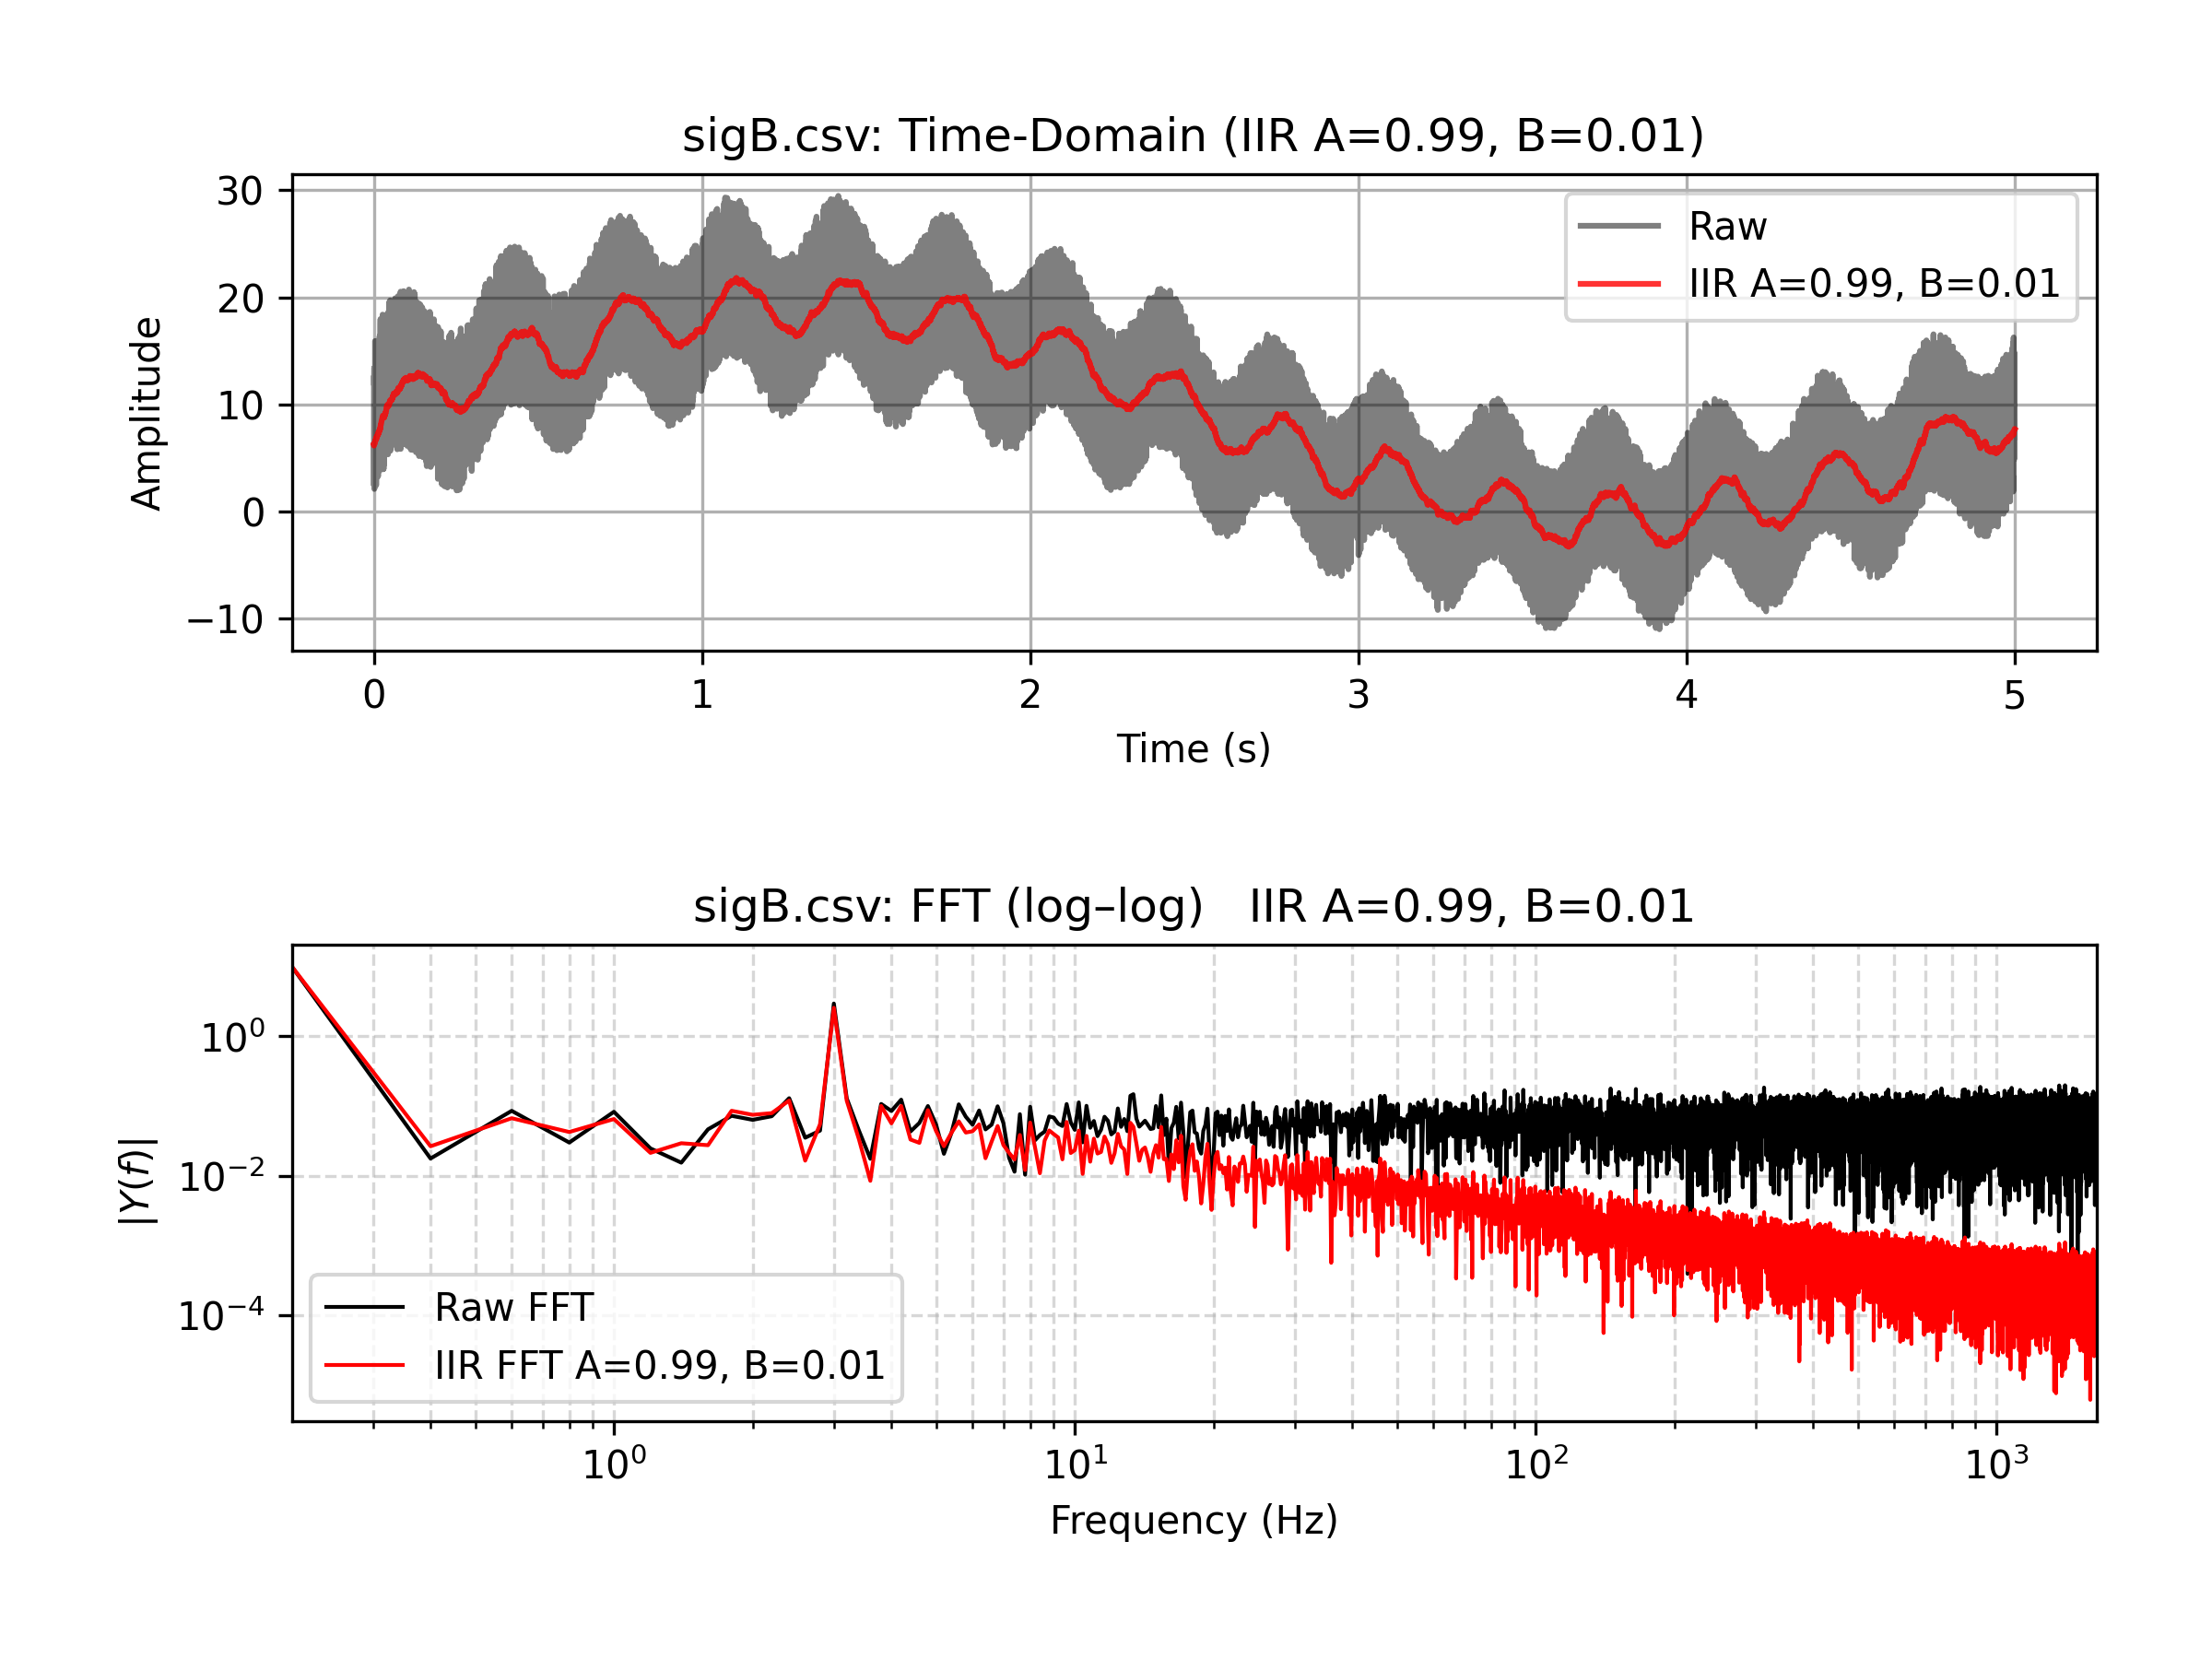 sigB.csv: Time-Domain (IIR A=0.99, B=0.01)
30
20
10
0
−10
Amplitude
Raw
IIR A=0.99, B=0.01
0 1 2 3 4 5
Time (s)
sigB.csv: FFT (log–log) IIR A=0.99, B=0.01
10⁰
10⁻²
10⁻⁴
|Y(f)|
Raw FFT
IIR FFT A=0.99, B=0.01
10⁰ 10¹ 10² 10³
Frequency (Hz)